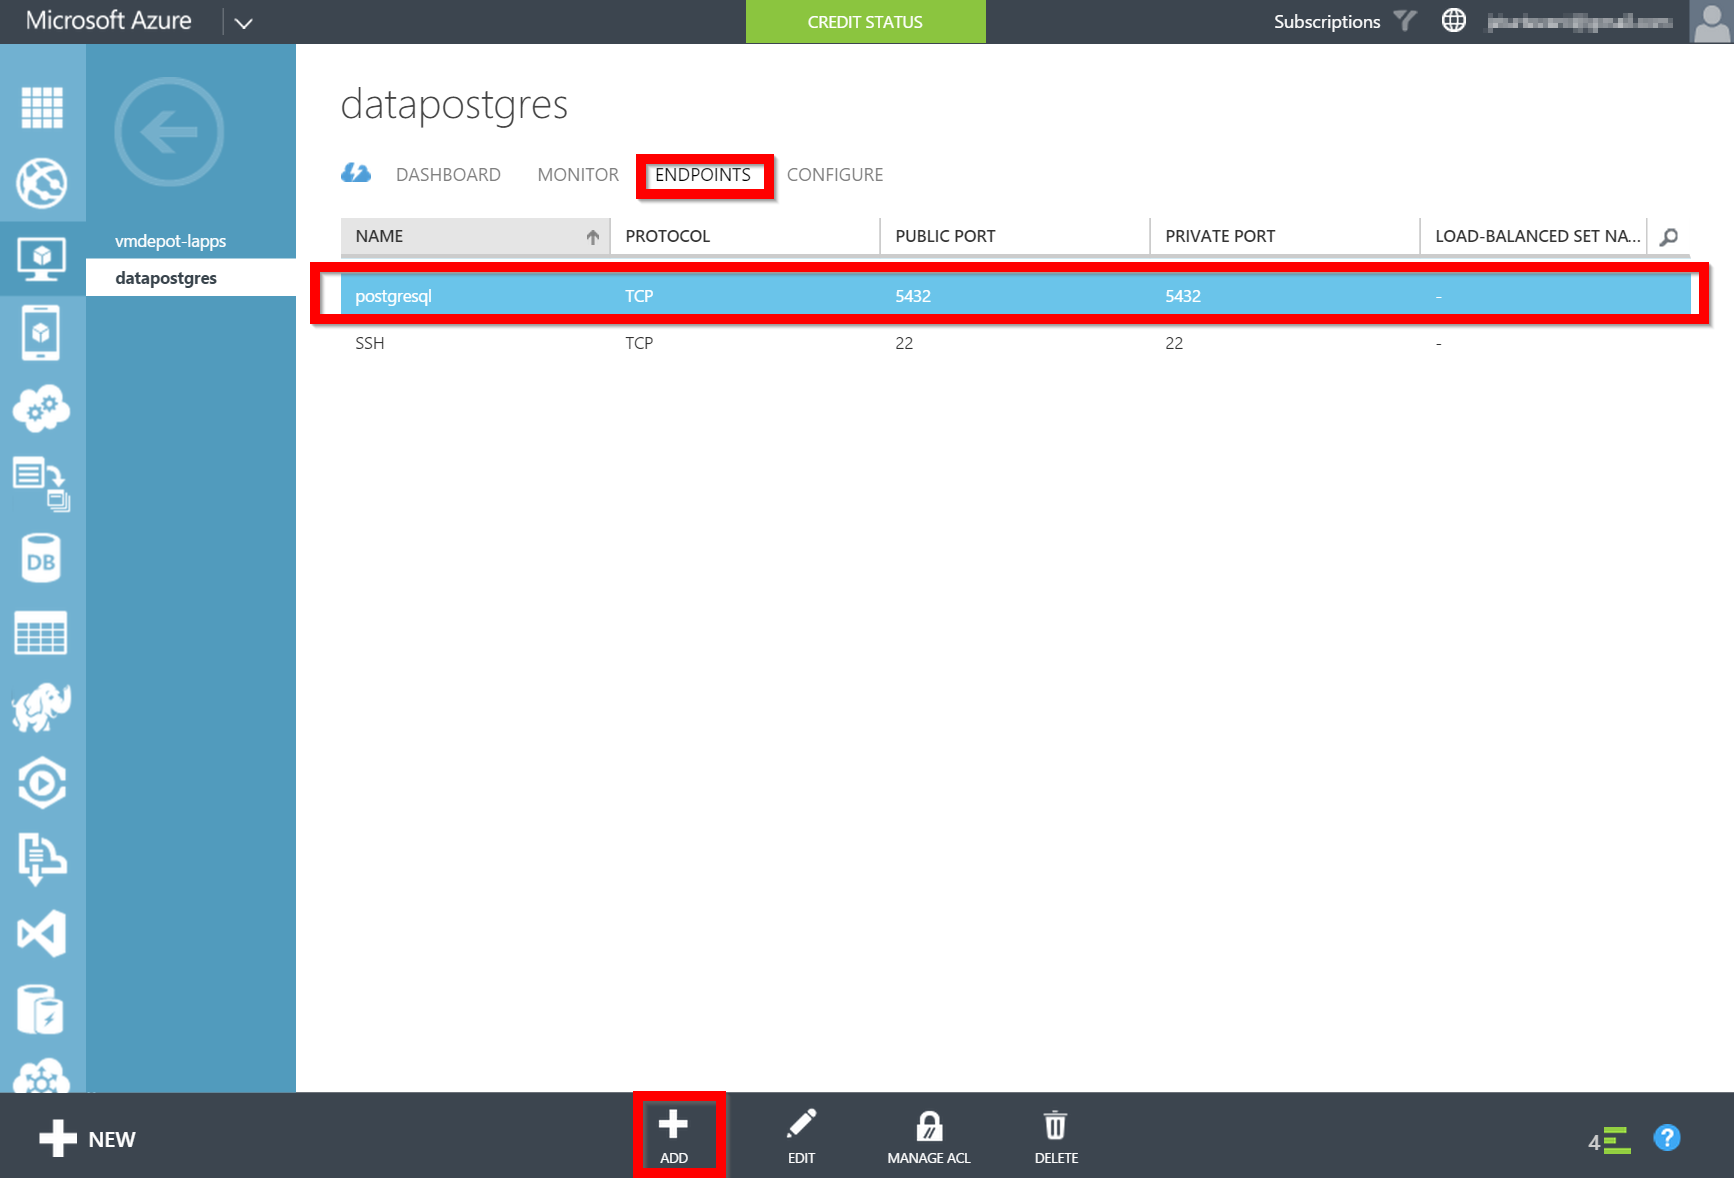 Microsoft Azure
CREDIT STATUS
Subscriptions
vmdepot-lapps
datapostgres
datapostgres
DASHBOARD MONITOR ENDPOINTS CONFIGURE
NAME PROTOCOL PUBLIC PORT PRIVATE PORT LOAD-BALANCED SET NA...
postgresql TCP 5432 5432 -
SSH TCP 22 22 -
DB
NEW
ADD EDIT MANAGE ACL DELETE
4
?